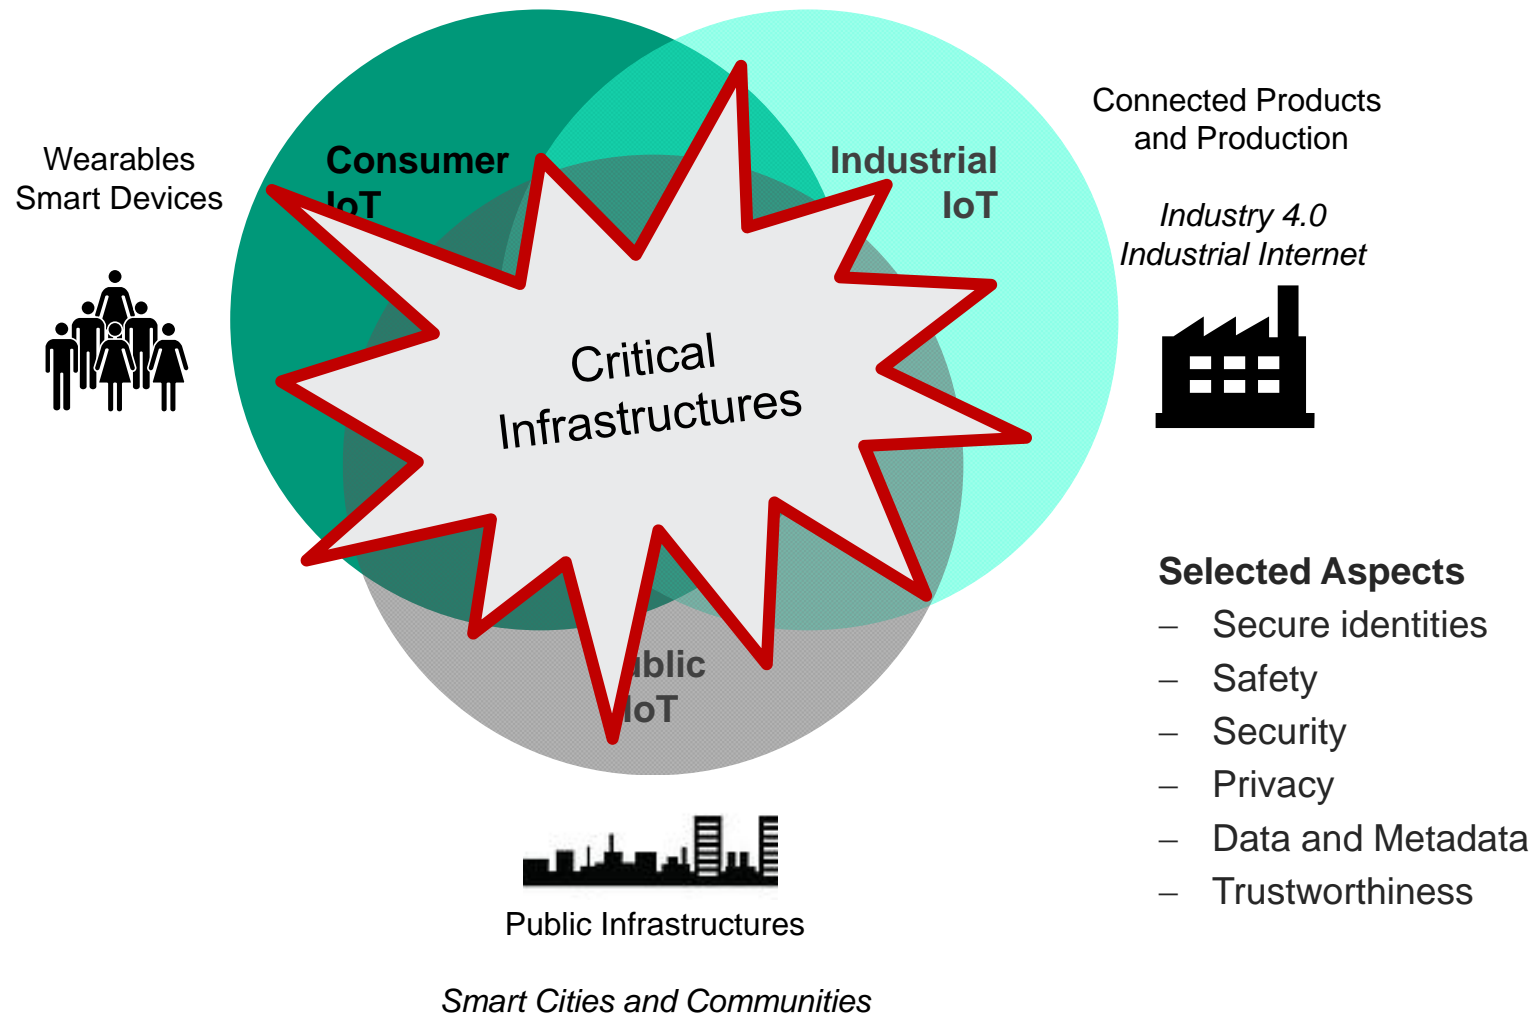 Connected Products
and Production
Industry 4.0
Industrial Internet
Wearables
Smart Devices
Consumer
IoT
Industrial
IoT
Critical
Infrastructures
IoT
Selected Aspects
– Secure identities
– Safety
– Security
– Privacy
– Data and Metadata
– Trustworthiness
Public Infrastructures
Smart Cities and Communities